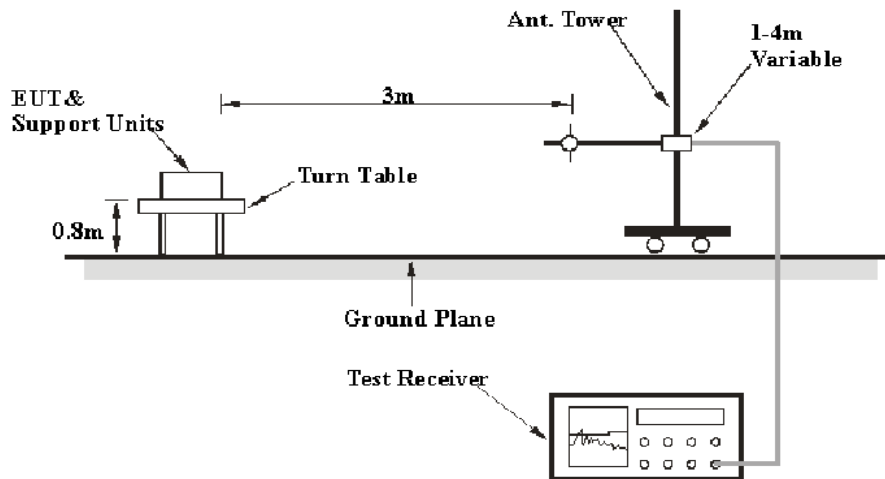 Ant. Tower
1-4m
Variable
3m
EUT&
Support Units
Turn Table
0.8m
Ground Plane
Test Receiver